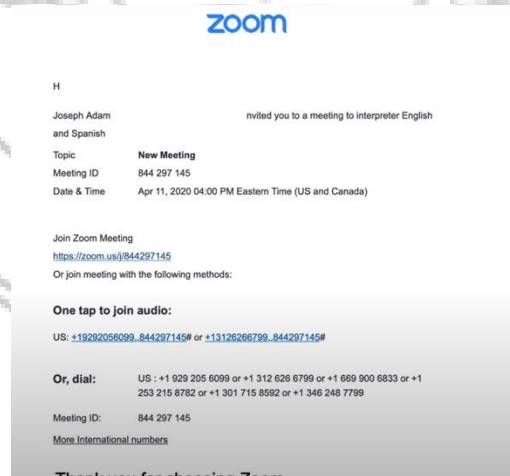 zoom
H
Joseph Adam nvited you to a meeting to interpreter English
and Spanish
Topic New Meeting
Meeting ID 844 297 145
Date & Time Apr 11, 2020 04:00 PM Eastern Time (US and Canada)
Join Zoom Meeting
https://zoom.us/j/844297145
Or join meeting with the following methods:
One tap to join audio:
US: +19292056099,,844297145# or +13126266799,,844297145#
Or, dial: US : +1 929 205 6099 or +1 312 626 6799 or +1 669 900 6833 or +1
253 215 8782 or +1 301 715 8592 or +1 346 248 7799
Meeting ID: 844 297 145
More International numbers
Thank you for choosing Zoom